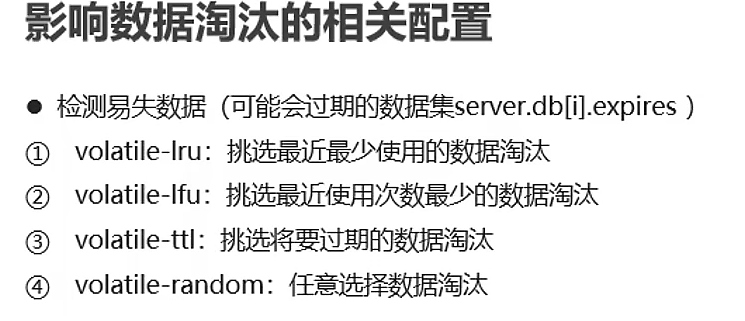 影响数据淘汰的相关配置
● 检测易失数据（可能会过期的数据集server.db[i].expires ）
① volatile-lru：挑选最近最少使用的数据淘汰
② volatile-lfu：挑选最近使用次数最少的数据淘汰
③ volatile-ttl：挑选将要过期的数据淘汰
④ volatile-random：任意选择数据淘汰